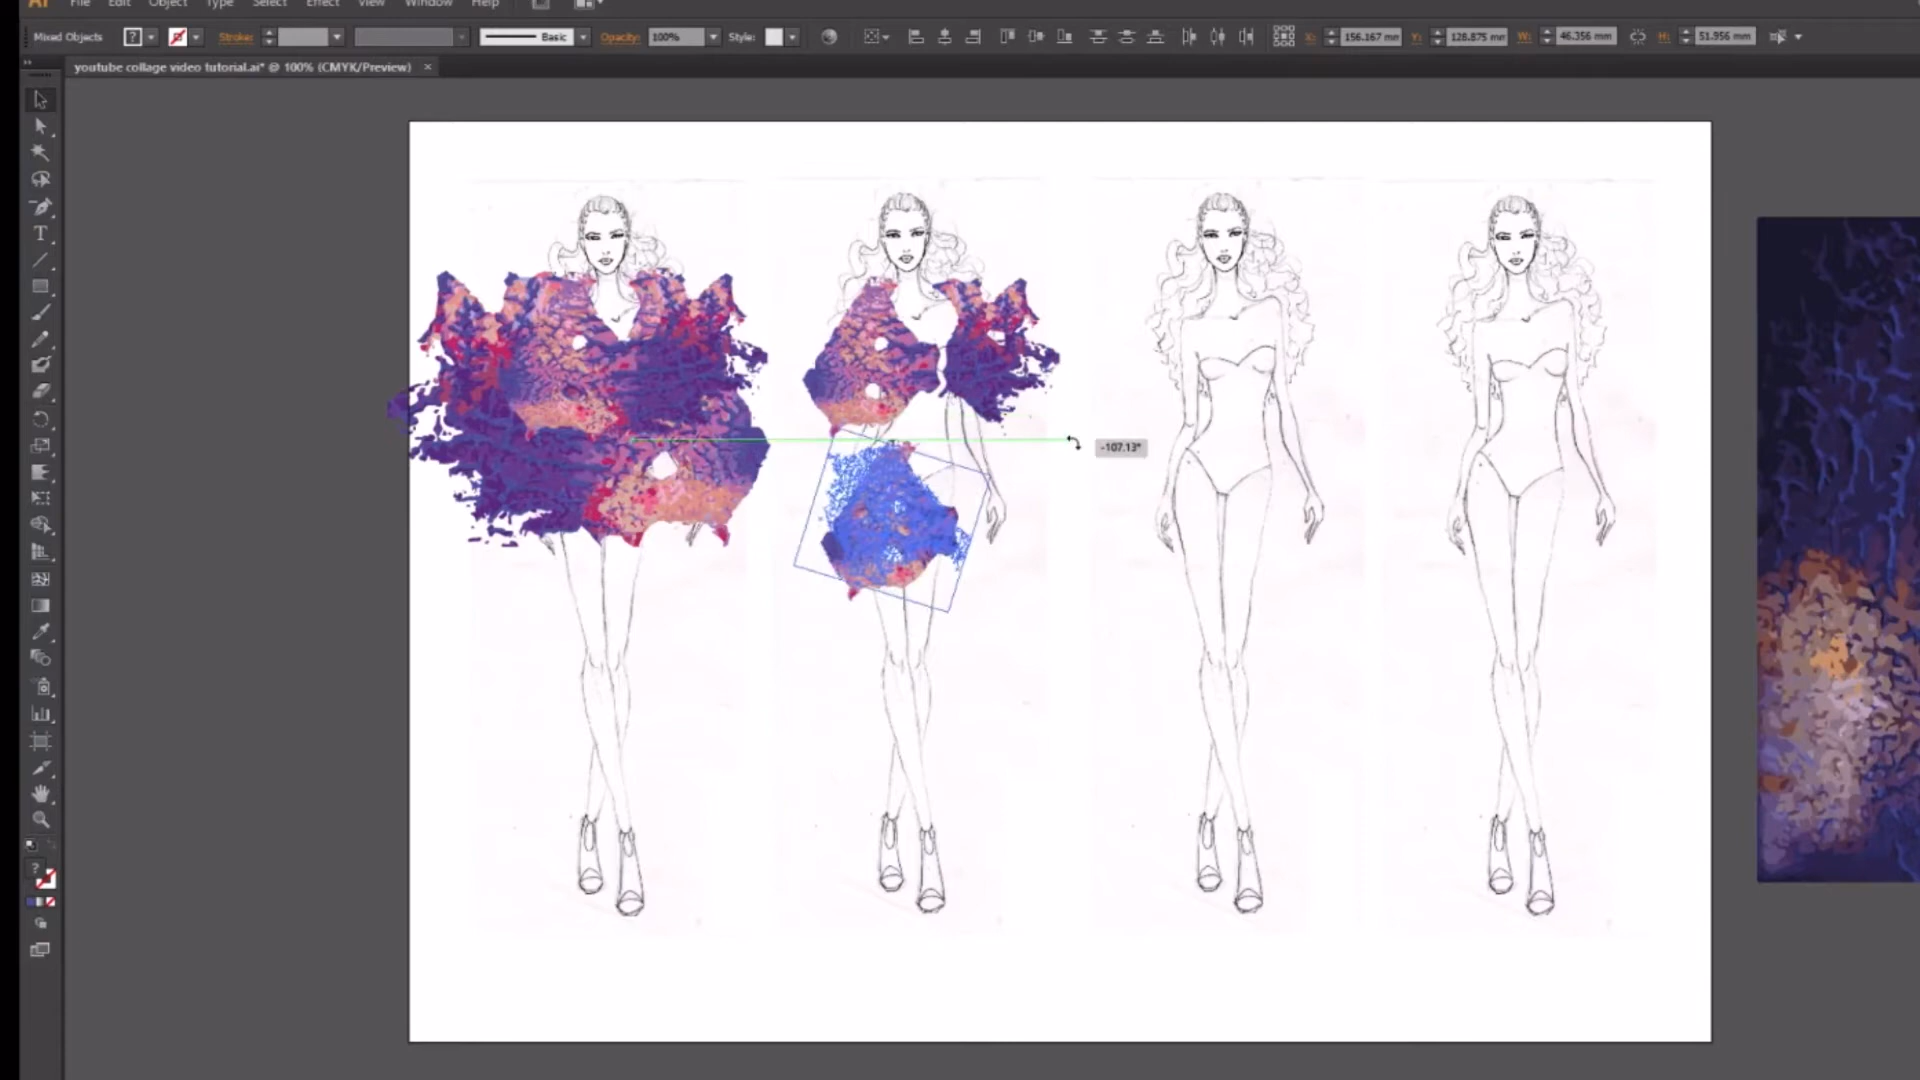 Ai File Edit Object Type Select Effect View Window Help
Mixed Objects ? Stroke: Basic Opacity: 100% Style: X: 156.167 mm Y: 128.875 mm W: 46.356 mm H: 51.956 mm
youtube collage video tutorial.ai* @ 100% (CMYK/Preview) ×
-107.13°
T
?